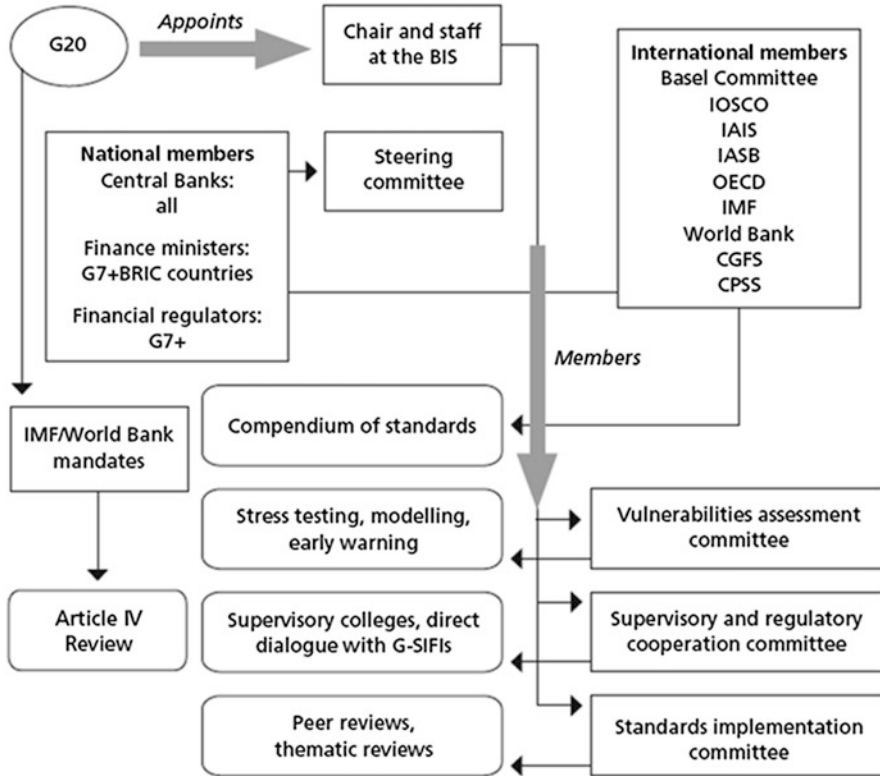 G20
Appoints
Chair and staff
at the BIS
International members
Basel Committee
IOSCO
IAIS
IASB
OECD
IMF
World Bank
CGFS
CPSS
National members
Central Banks:
all
Finance ministers:
G7+BRIC countries
Financial regulators:
G7+
Steering
committee
Members
IMF/World Bank
mandates
Compendium of standards
Stress testing, modelling,
early warning
Vulnerabilities assessment
committee
Article IV
Review
Supervisory colleges, direct
dialogue with G-SIFIs
Supervisory and regulatory
cooperation committee
Peer reviews,
thematic reviews
Standards implementation
committee